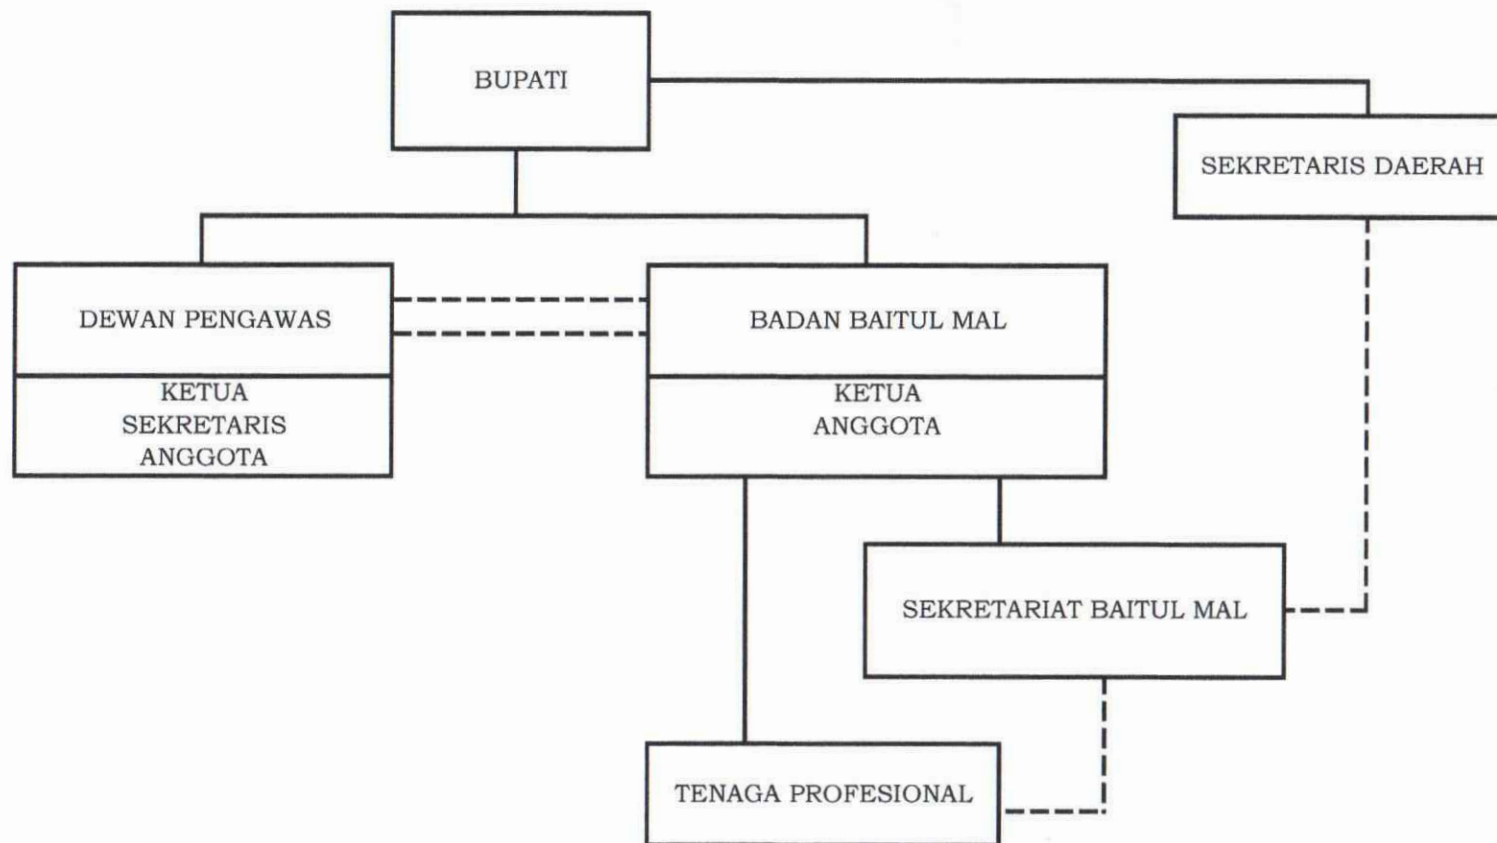 BUPATI
SEKRETARIS DAERAH
DEWAN PENGAWAS
KETUA
SEKRETARIS
ANGGOTA
BADAN BAITUL MAL
KETUA
ANGGOTA
SEKRETARIAT BAITUL MAL
TENAGA PROFESIONAL